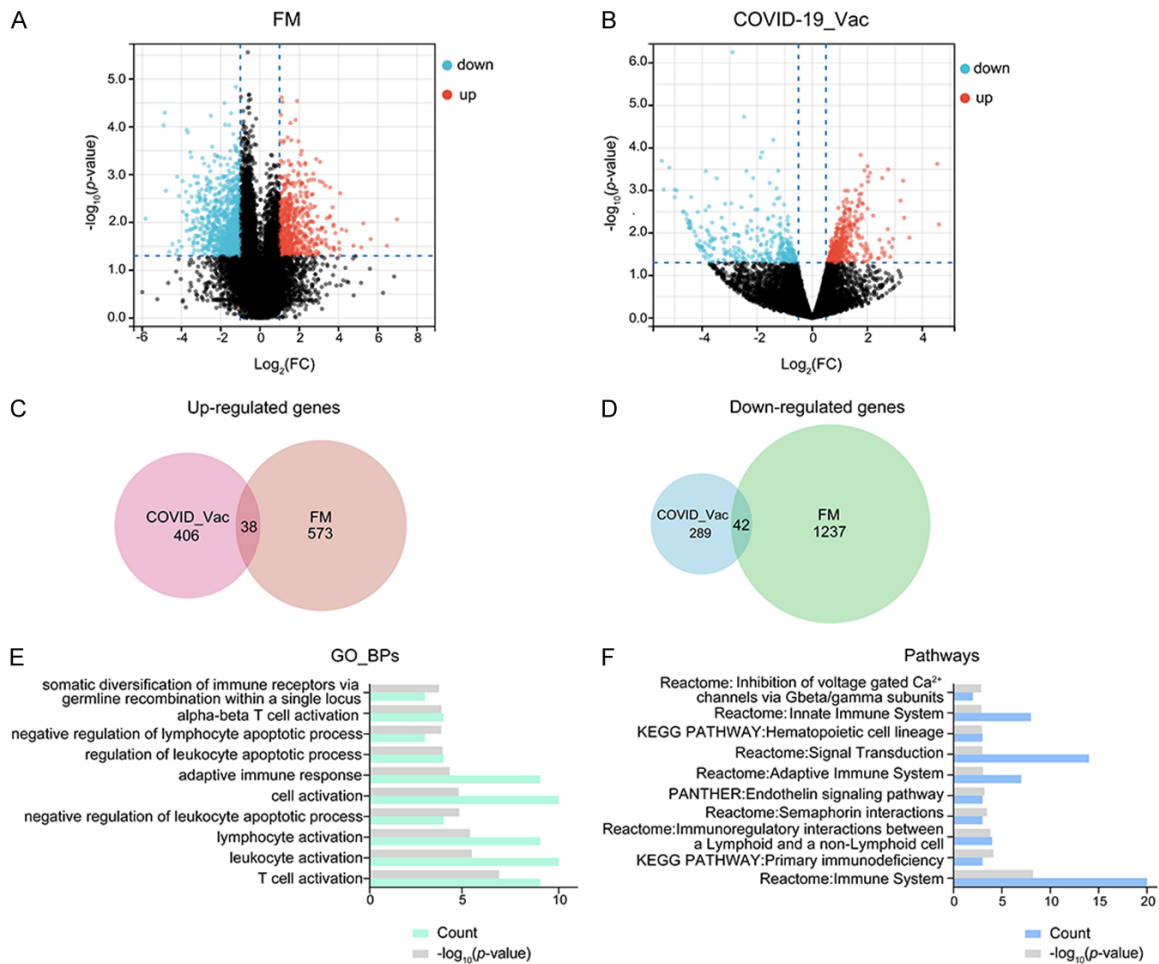 A
FM
-log10(p-value)
5.0
4.0
3.0
2.0
1.0
0.0
-6
-4
-2
0
2
4
6
8
Log2(FC)
down
up
B
COVID-19_Vac
-log10(p-value)
6.0
5.0
4.0
3.0
2.0
1.0
0.0
-4
-2
0
2
4
Log2(FC)
down
up
C
Up-regulated genes
COVID_Vac
406
38
FM
573
D
Down-regulated genes
COVID_Vac
289
42
FM
1237
E
GO_BPs
somatic diversification of immune receptors via
germline recombination within a single locus
alpha-beta T cell activation
negative regulation of lymphocyte apoptotic process
regulation of leukocyte apoptotic process
adaptive immune response
cell activation
negative regulation of leukocyte apoptotic process
lymphocyte activation
leukocyte activation
T cell activation
0
5
10
Count
-log10(p-value)
F
Pathways
Reactome: Inhibition of voltage gated Ca2+
channels via Gbeta/gamma subunits
Reactome:Innate Immune System
KEGG PATHWAY:Hematopoietic cell lineage
Reactome:Signal Transduction
Reactome:Adaptive Immune System
PANTHER:Endothelin signaling pathway
Reactome:Semaphorin interactions
Reactome:Immunoregulatory interactions between
a Lymphoid and a non-Lymphoid cell
KEGG PATHWAY:Primary immunodeficiency
Reactome:Immune System
0
5
10
15
20
Count
-log10(p-value)